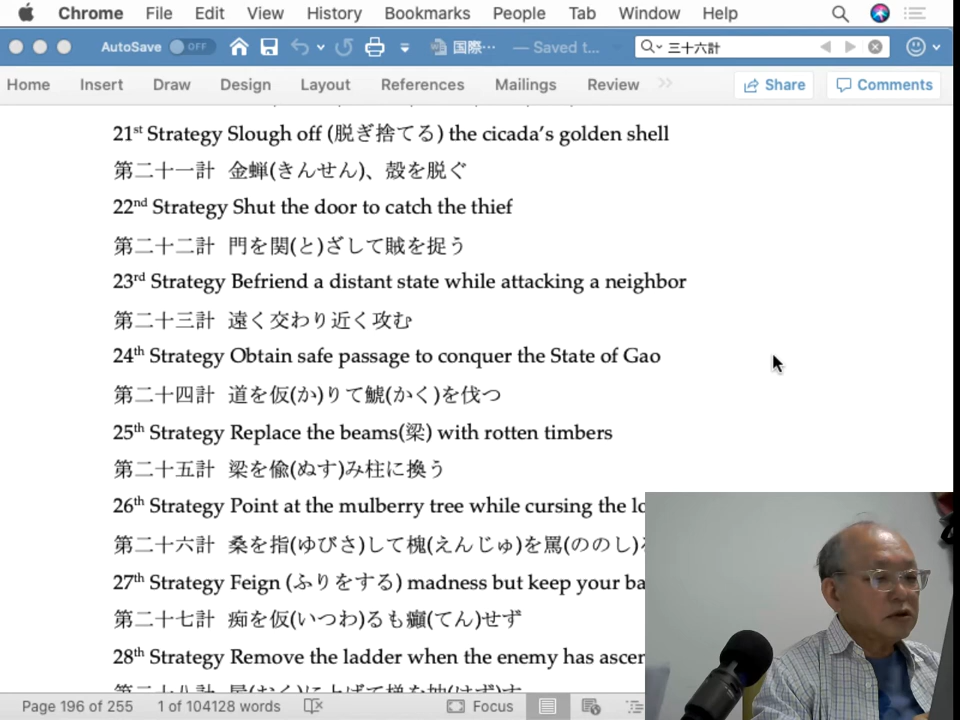 Chrome File Edit View History Bookmarks People Tab Window Help
AutoSave OFF 国際… — Saved t... 三十六計
Home Insert Draw Design Layout References Mailings Review Share Comments
21st Strategy Slough off (脱ぎ捨てる) the cicada's golden shell
第二十一計 金蝉(きんせん)、殻を脱ぐ
22nd Strategy Shut the door to catch the thief
第二十二計 門を関(と)ざして賊を捉う
23rd Strategy Befriend a distant state while attacking a neighbor
第二十三計 遠く交わり近く攻む
24th Strategy Obtain safe passage to conquer the State of Gao
第二十四計 道を仮(か)りて虢(かく)を伐つ
25th Strategy Replace the beams(梁) with rotten timbers
第二十五計 梁を偸(ぬす)み柱に換う
26th Strategy Point at the mulberry tree while cursing the
第二十六計 桑を指(ゆびさ)して槐(えんじゅ)を罵(ののし)
27th Strategy Feign (ふりをする) madness but keep your
第二十七計 痴を仮(いつわ)るも癲(てん)せず
28th Strategy Remove the ladder when the enemy has
Page 196 of 255 1 of 104128 words Focus